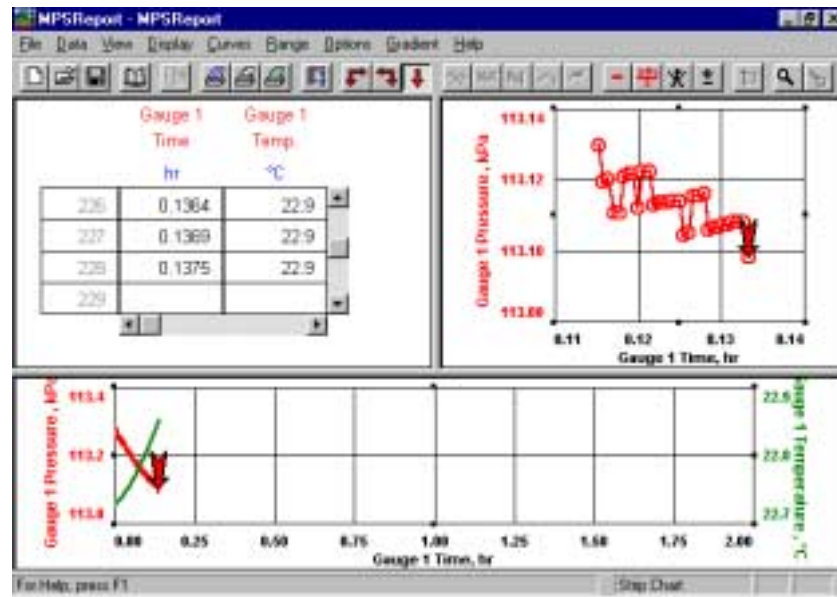 MPSReport - MPSReport
File Data View Display Curves Range Options Gradient Help
Gauge 1 Gauge 1
Time Temp.
hr °C
226 0.1364 22.9
227 0.1369 22.9
228 0.1375 22.9
229
Gauge 1 Pressure, kPa
113.14
113.12
113.10
0.11 0.12 0.13 0.14
Gauge 1 Time, hr
Gauge 1 Pressure, kPa
113.4
113.2
113.0
0.00 0.25 0.50 0.75 1.00 1.25 1.50 1.75 2.00
Gauge 1 Time, hr
22.9
22.8
22.7
Gauge 1 Temperature, °C
For Help, press F1
Strip Chart